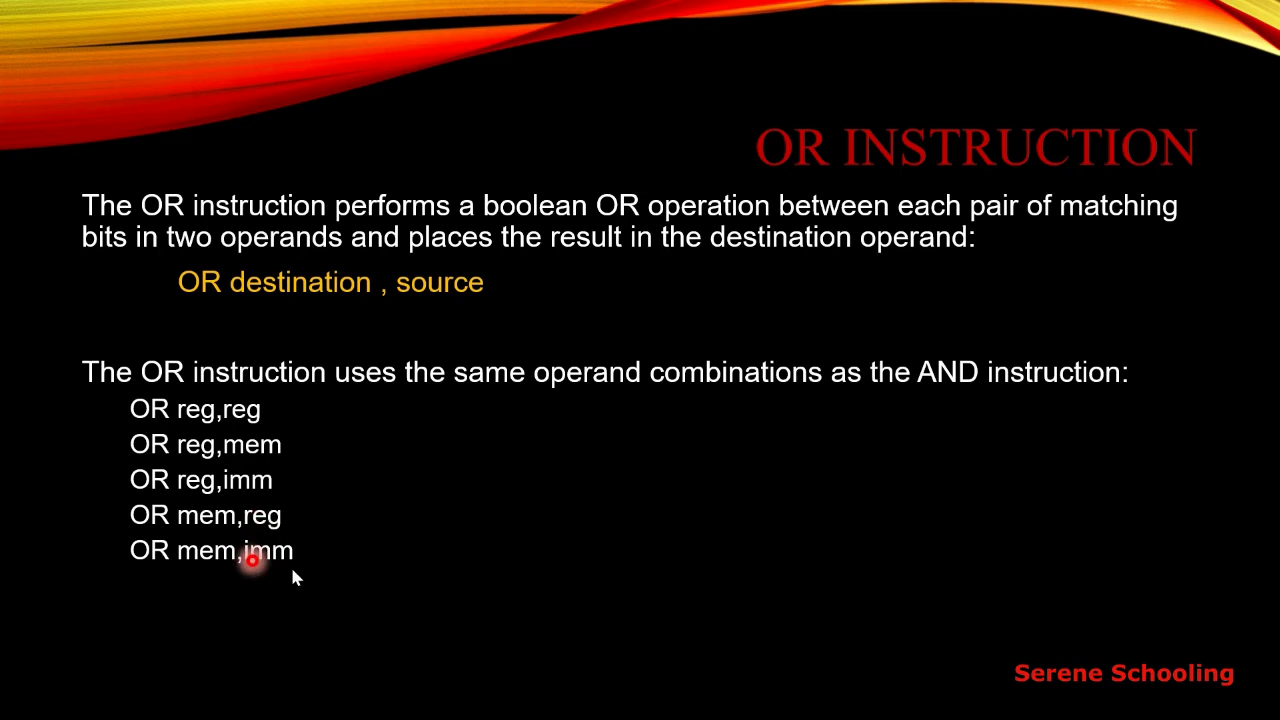 OR INSTRUCTION
The OR instruction performs a boolean OR operation between each pair of matching
bits in two operands and places the result in the destination operand:
OR destination , source
The OR instruction uses the same operand combinations as the AND instruction:
OR reg,reg
OR reg,mem
OR reg,imm
OR mem,reg
OR mem,imm
Serene Schooling